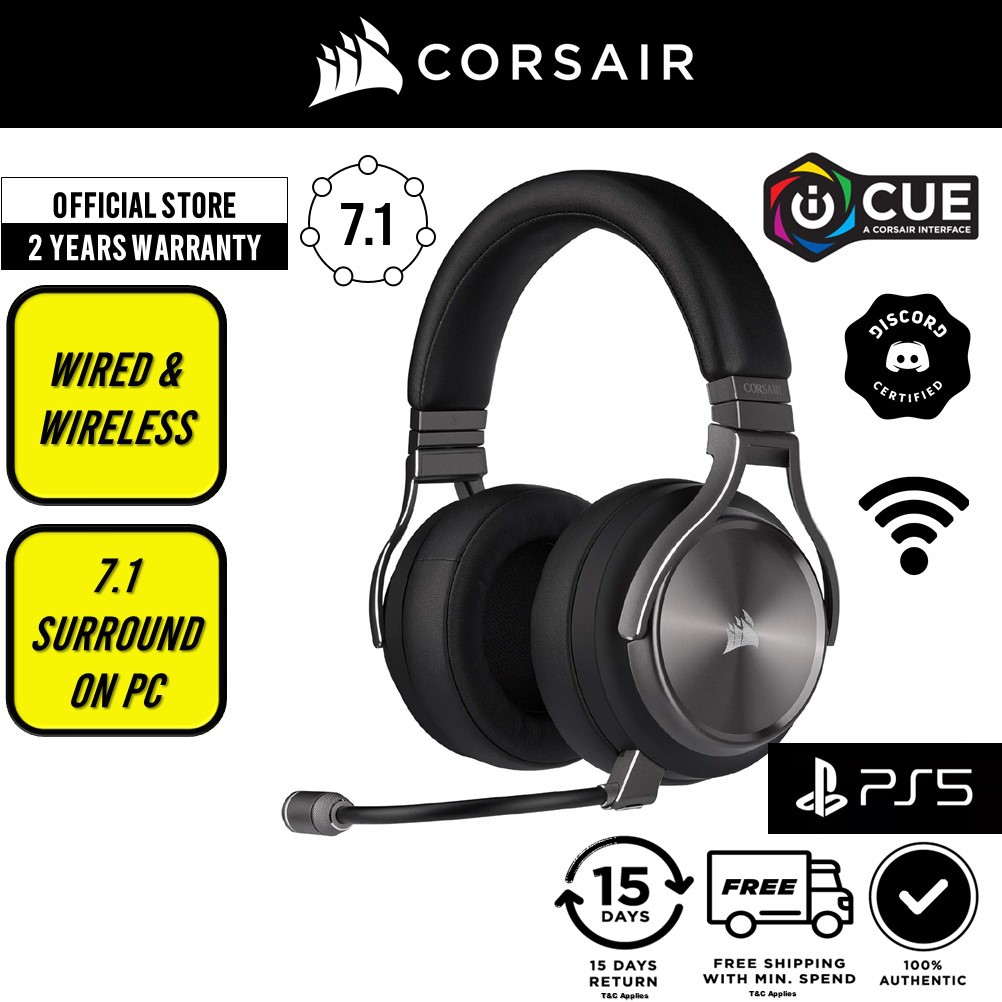 CORSAIR
OFFICIAL STORE
2 YEARS WARRANTY
7.1
CUE
A CORSAIR INTERFACE
WIRED &
WIRELESS
DISCORD
CERTIFIED
CORSAIR
7.1
SURROUND
ON PC
PS5
15
DAYS
15 DAYS
RETURN
T&C Applies
FREE
FREE SHIPPING
WITH MIN. SPEND
T&C Applies
100%
AUTHENTIC